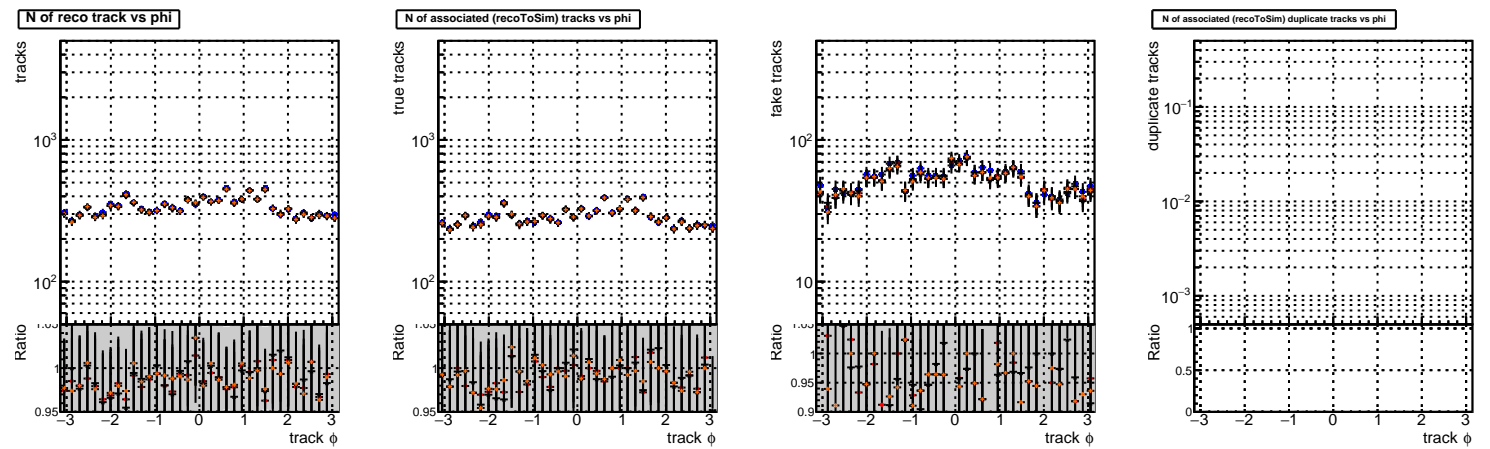 N of reco track vs phi
tracks
10³
10²
Ratio
1
0.95
−3 −2 −1 0 1 2 3
track ϕ
N of associated (recoToSim) tracks vs phi
true tracks
10³
10²
Ratio
1
0.95
−3 −2 −1 0 1 2 3
track ϕ
fake tracks
10²
10
Ratio
1
0.95
0.9
−3 −2 −1 0 1 2 3
track ϕ
N of associated (recoToSim) duplicate tracks vs phi
duplicate tracks
10⁻¹
10⁻²
10⁻³
Ratio
1
0.5
0
−3 −2 −1 0 1 2 3
track ϕ